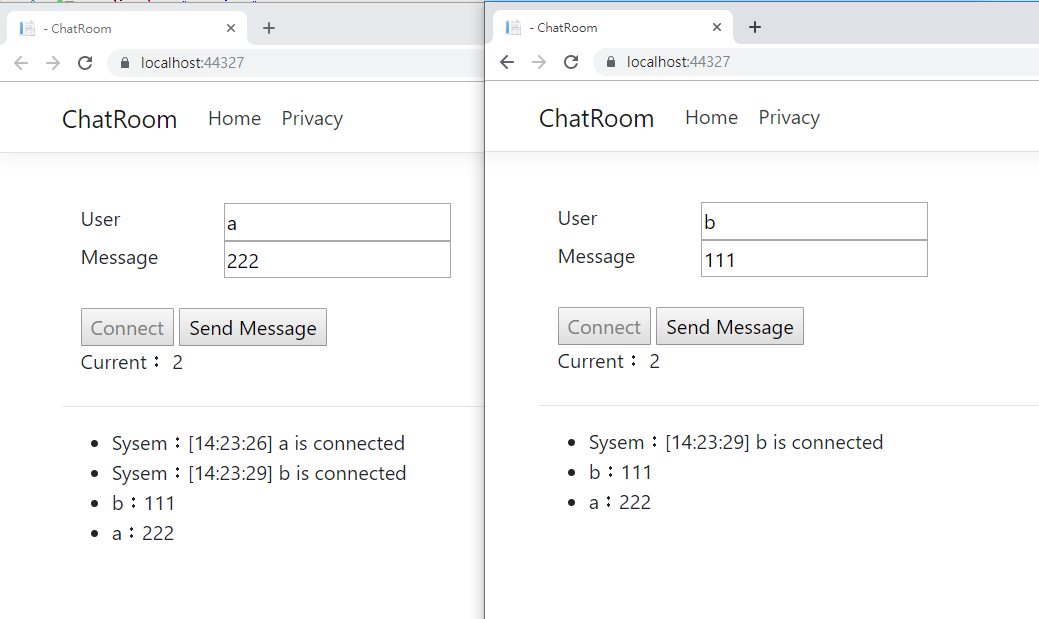 - ChatRoom
localhost:44327
ChatRoom Home Privacy
User a
Message 222
Connect Send Message
Current： 2
Sysem：[14:23:26] a is connected
Sysem：[14:23:29] b is connected
b：111
a：222
- ChatRoom
localhost:44327
ChatRoom Home Privacy
User b
Message 111
Connect Send Message
Current： 2
Sysem：[14:23:29] b is connected
b：111
a：222